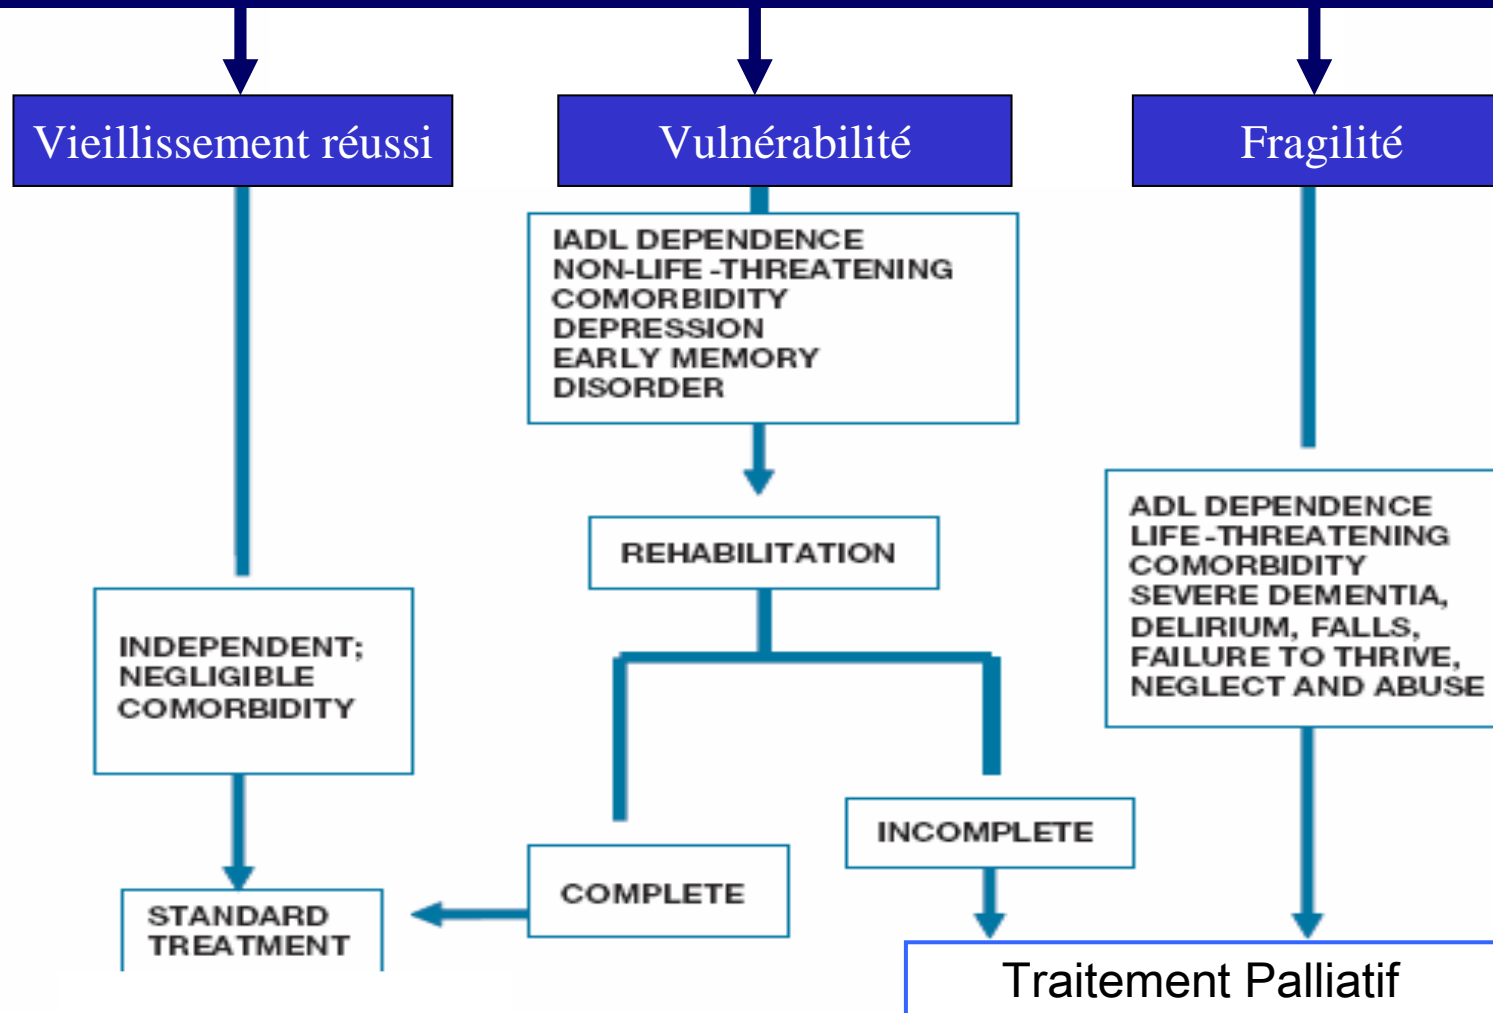 Vieillissement réussi
Vulnérabilité
Fragilité
IADL DEPENDENCE
NON-LIFE -THREATENING
COMORBIDITY
DEPRESSION
EARLY MEMORY
DISORDER
REHABILITATION
ADL DEPENDENCE
LIFE -THREATENING
COMORBIDITY
SEVERE DEMENTIA,
DELIRIUM, FALLS,
FAILURE TO THRIVE,
NEGLECT AND ABUSE
INDEPENDENT;
NEGLIGIBLE
COMORBIDITY
INCOMPLETE
COMPLETE
STANDARD
TREATMENT
Traitement Palliatif